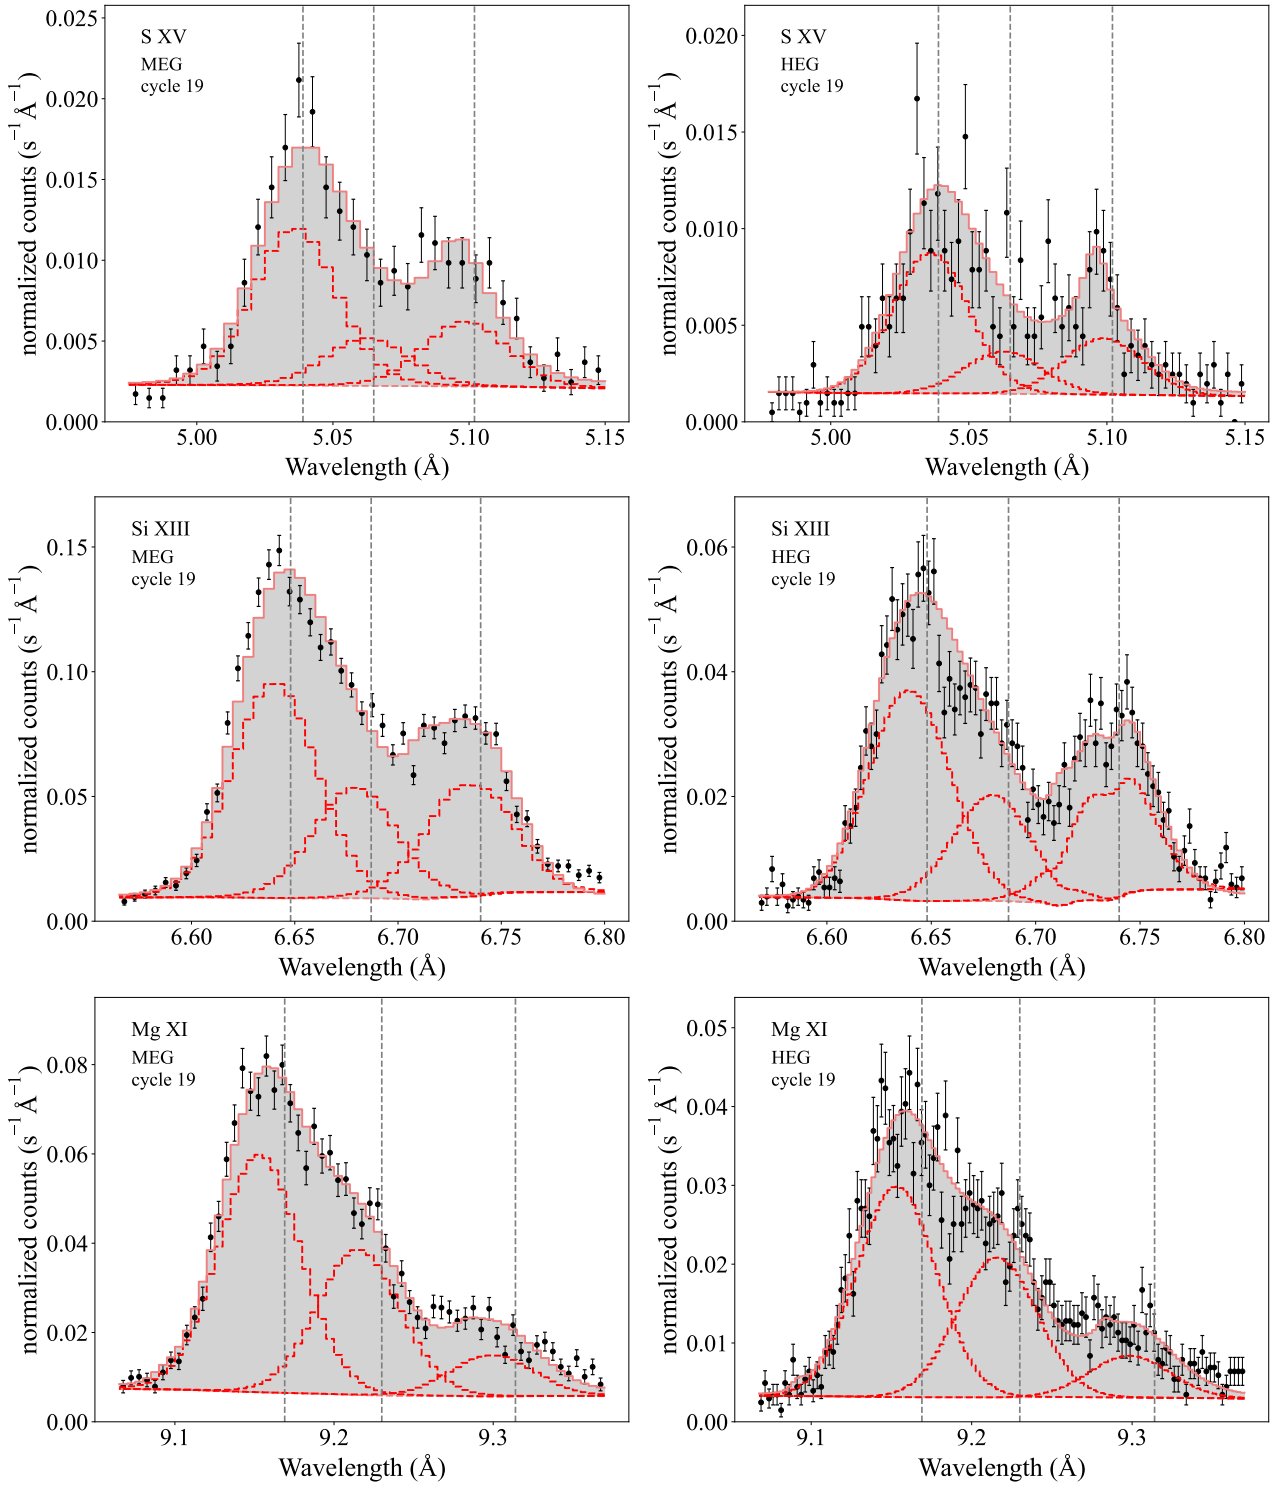 S XV
MEG
cycle 19
normalized counts (s⁻¹ Å⁻¹)
0.025
0.020
0.015
0.010
0.005
0.000
5.00 5.05 5.10 5.15
Wavelength (Å)
S XV
HEG
cycle 19
normalized counts (s⁻¹ Å⁻¹)
0.020
0.015
0.010
0.005
0.000
5.00 5.05 5.10 5.15
Wavelength (Å)
Si XIII
MEG
cycle 19
normalized counts (s⁻¹ Å⁻¹)
0.15
0.10
0.05
0.00
6.60 6.65 6.70 6.75 6.80
Wavelength (Å)
Si XIII
HEG
cycle 19
normalized counts (s⁻¹ Å⁻¹)
0.06
0.04
0.02
0.00
6.60 6.65 6.70 6.75 6.80
Wavelength (Å)
Mg XI
MEG
cycle 19
normalized counts (s⁻¹ Å⁻¹)
0.08
0.06
0.04
0.02
0.00
9.1 9.2 9.3
Wavelength (Å)
Mg XI
HEG
cycle 19
normalized counts (s⁻¹ Å⁻¹)
0.05
0.04
0.03
0.02
0.01
0.00
9.1 9.2 9.3
Wavelength (Å)